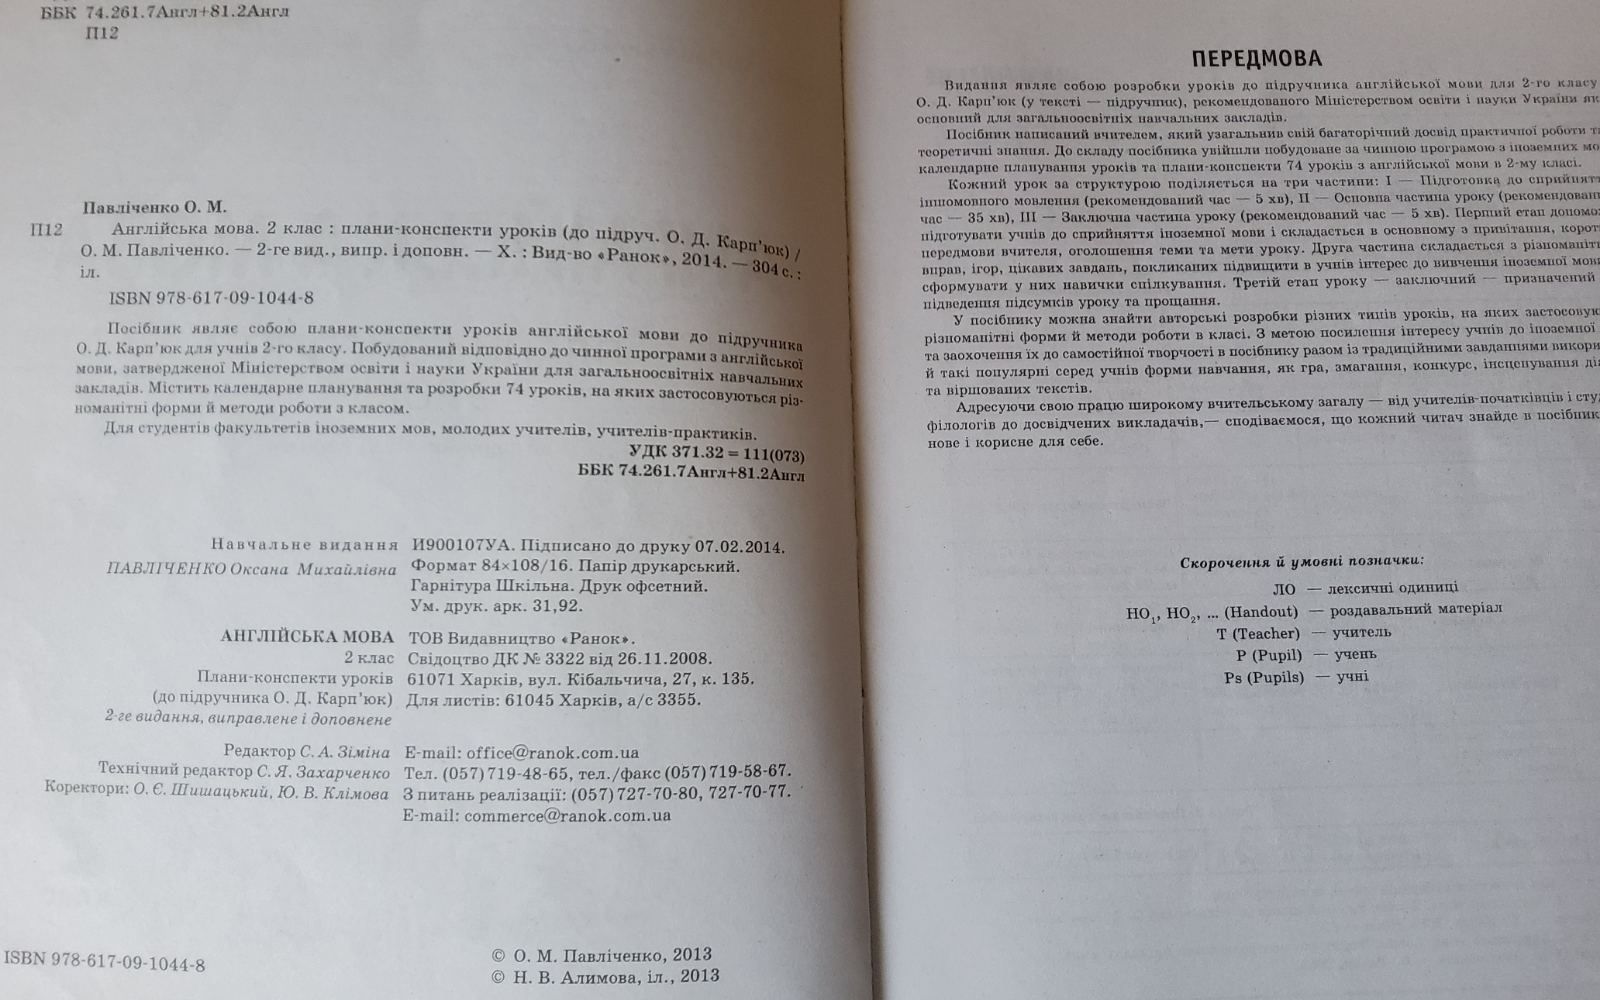 ББК 74.261.7Англ+81.2Англ
П12
Павліченко О. М.
П12 Англійська мова. 2 клас : плани-конспекти уроків (до підруч. О. Д. Карп'юк) /
О. М. Павліченко. — 2-ге вид., випр. і доповн. — Х. : Вид-во «Ранок», 2014. — 304 с. :
іл.
ISBN 978-617-09-1044-8
Посібник являє собою плани-конспекти уроків англійської мови до підручника
О. Д. Карп'юк для учнів 2-го класу. Побудований відповідно до чинної програми з англійської
мови, затвердженої Міністерством освіти і науки України для загальноосвітніх навчальних
закладів. Містить календарне планування та розробки 74 уроків, на яких застосовуються різ-
номанітні форми й методи роботи з класом.
Для студентів факультетів іноземних мов, молодих учителів, учителів-практиків.
УДК 371.32 = 111(073)
ББК 74.261.7Англ+81.2Англ
Навчальне видання
ПАВЛІЧЕНКО Оксана Михайлівна
АНГЛІЙСЬКА МОВА
2 клас
Плани-конспекти уроків
(до підручника О. Д. Карп'юк)
2-ге видання, виправлене і доповнене
Редактор С. А. Зіміна
Технічний редактор С. Я. Захарченко
Коректори: О. Є. Шишацький, Ю. В. Клімова
И900107УА. Підписано до друку 07.02.2014.
Формат 84×108/16. Папір друкарський.
Гарнітура Шкільна. Друк офсетний.
Ум. друк. арк. 31,92.
ТОВ Видавництво «Ранок».
Свідоцтво ДК № 3322 від 26.11.2008.
61071 Харків, вул. Кібальчича, 27, к. 135.
Для листів: 61045 Харків, а/с 3355.
E-mail: office@ranok.com.ua
Тел. (057) 719-48-65, тел./факс (057) 719-58-67.
З питань реалізації: (057) 727-70-80, 727-70-77.
E-mail: commerce@ranok.com.ua
ISBN 978-617-09-1044-8
© О. М. Павліченко, 2013
© Н. В. Алимова, іл., 2013
ПЕРЕДМОВА
Видання являє собою розробки уроків до підручника англійської мови для 2-го класу
О. Д. Карп'юк (у тексті — підручник), рекомендованого Міністерством освіти і науки України як
основний для загальноосвітніх навчальних закладів.
Посібник написаний вчителем, який узагальнив свій багаторічний досвід практичної роботи
теоретичні знання. До складу посібника увійшли побудоване за чинною програмою з іноземних
календарне планування уроків та плани-конспекти 74 уроків з англійської мови в 2-му класі.
Кожний урок за структурою поділяється на три частини: І — Підготовка до
іншомовного мовлення (рекомендований час — 5 хв), ІІ — Основна частина уроку
час — 35 хв), ІІІ — Заключна частина уроку (рекомендований час — 5 хв). Перший етап
підготувати учнів до сприйняття іноземної мови і складається в основному з привітання,
передмови вчителя, оголошення теми та мети уроку. Друга частина складається з
вправ, ігор, цікавих завдань, покликаних підвищити в учнів інтерес до вивчення іноземної
сформувати у них навички спілкування. Третій етап уроку — заключний — призначений
підведення підсумків уроку та прощання.
У посібнику можна знайти авторські розробки різних типів уроків, на яких
різноманітні форми й методи роботи в класі. З метою посилення інтересу учнів до іноземної
та заохочення їх до самостійної творчості в посібнику разом із традиційними завданнями
й такі популярні серед учнів форми навчання, як гра, змагання, конкурс, інсценування
та віршованих текстів.
Адресуючи свою працю широкому вчительському загалу — від учителів-початківців і
філологів до досвідчених викладачів,— сподіваємося, що кожний читач знайде в
нове і корисне для себе.
Скорочення й умовні позначки:
ЛО — лексичні одиниці
НО₁, НО₂, ... (Handout) — роздавальний матеріал
T (Teacher) — учитель
P (Pupil) — учень
Ps (Pupils) — учні